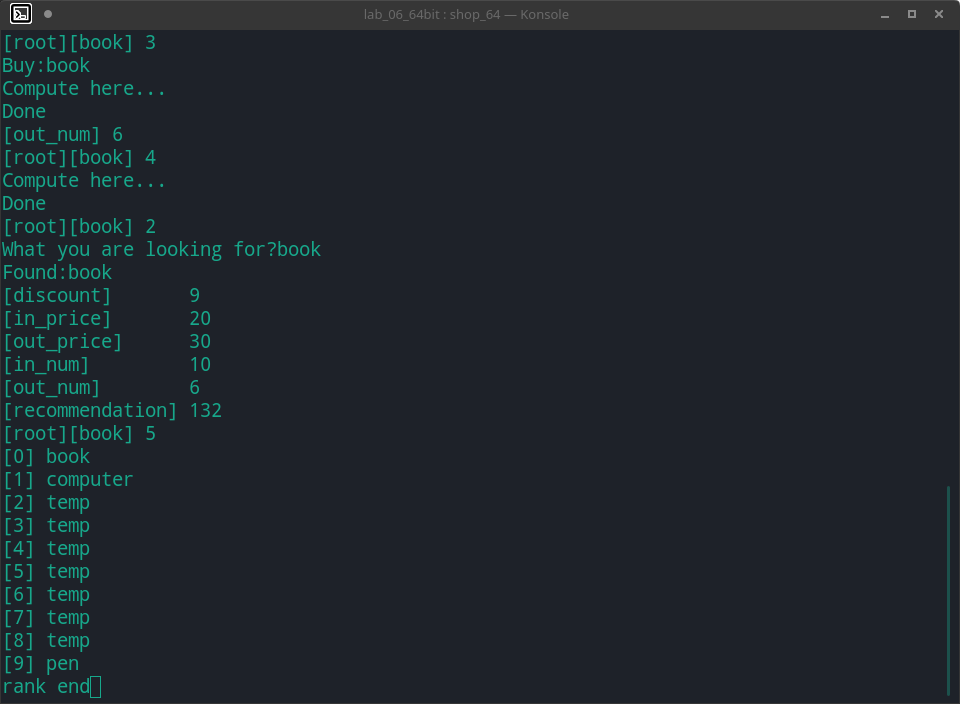 lab_06_64bit : shop_64 — Konsole
[root][book] 3
Buy:book
Compute here...
Done
[out_num] 6
[root][book] 4
Compute here...
Done
[root][book] 2
What you are looking for?book
Found:book
[discount]       9
[in_price]       20
[out_price]      30
[in_num]         10
[out_num]        6
[recommendation] 132
[root][book] 5
[0] book
[1] computer
[2] temp
[3] temp
[4] temp
[5] temp
[6] temp
[7] temp
[8] temp
[9] pen
rank end